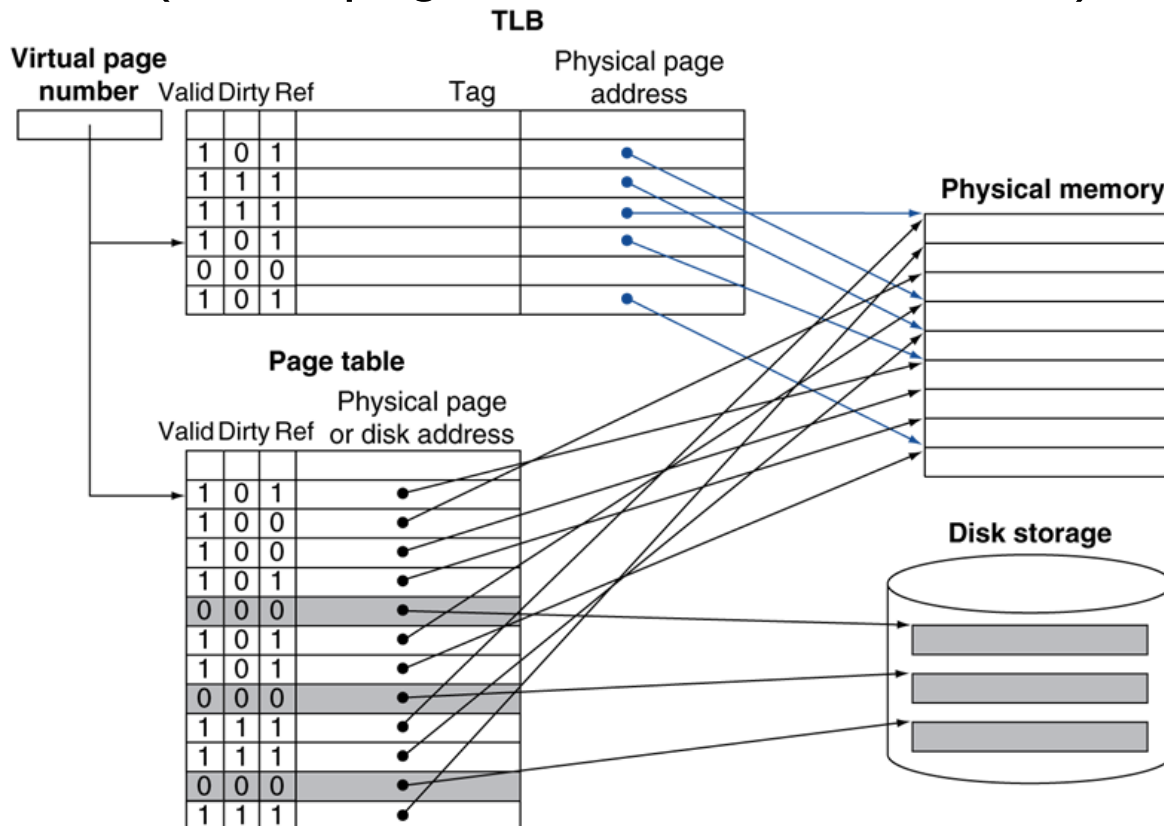 TLB
Virtual page
number
Valid Dirty Ref
Tag
Physical page
address
1 0 1
1 1 1
1 1 1
1 0 1
0 0 0
1 0 1
Physical memory
Page table
Physical page
or disk address
Valid Dirty Ref
1 0 1
1 0 0
1 0 0
1 0 1
0 0 0
1 0 1
1 0 1
0 0 0
1 1 1
1 1 1
0 0 0
1 1 1
Disk storage